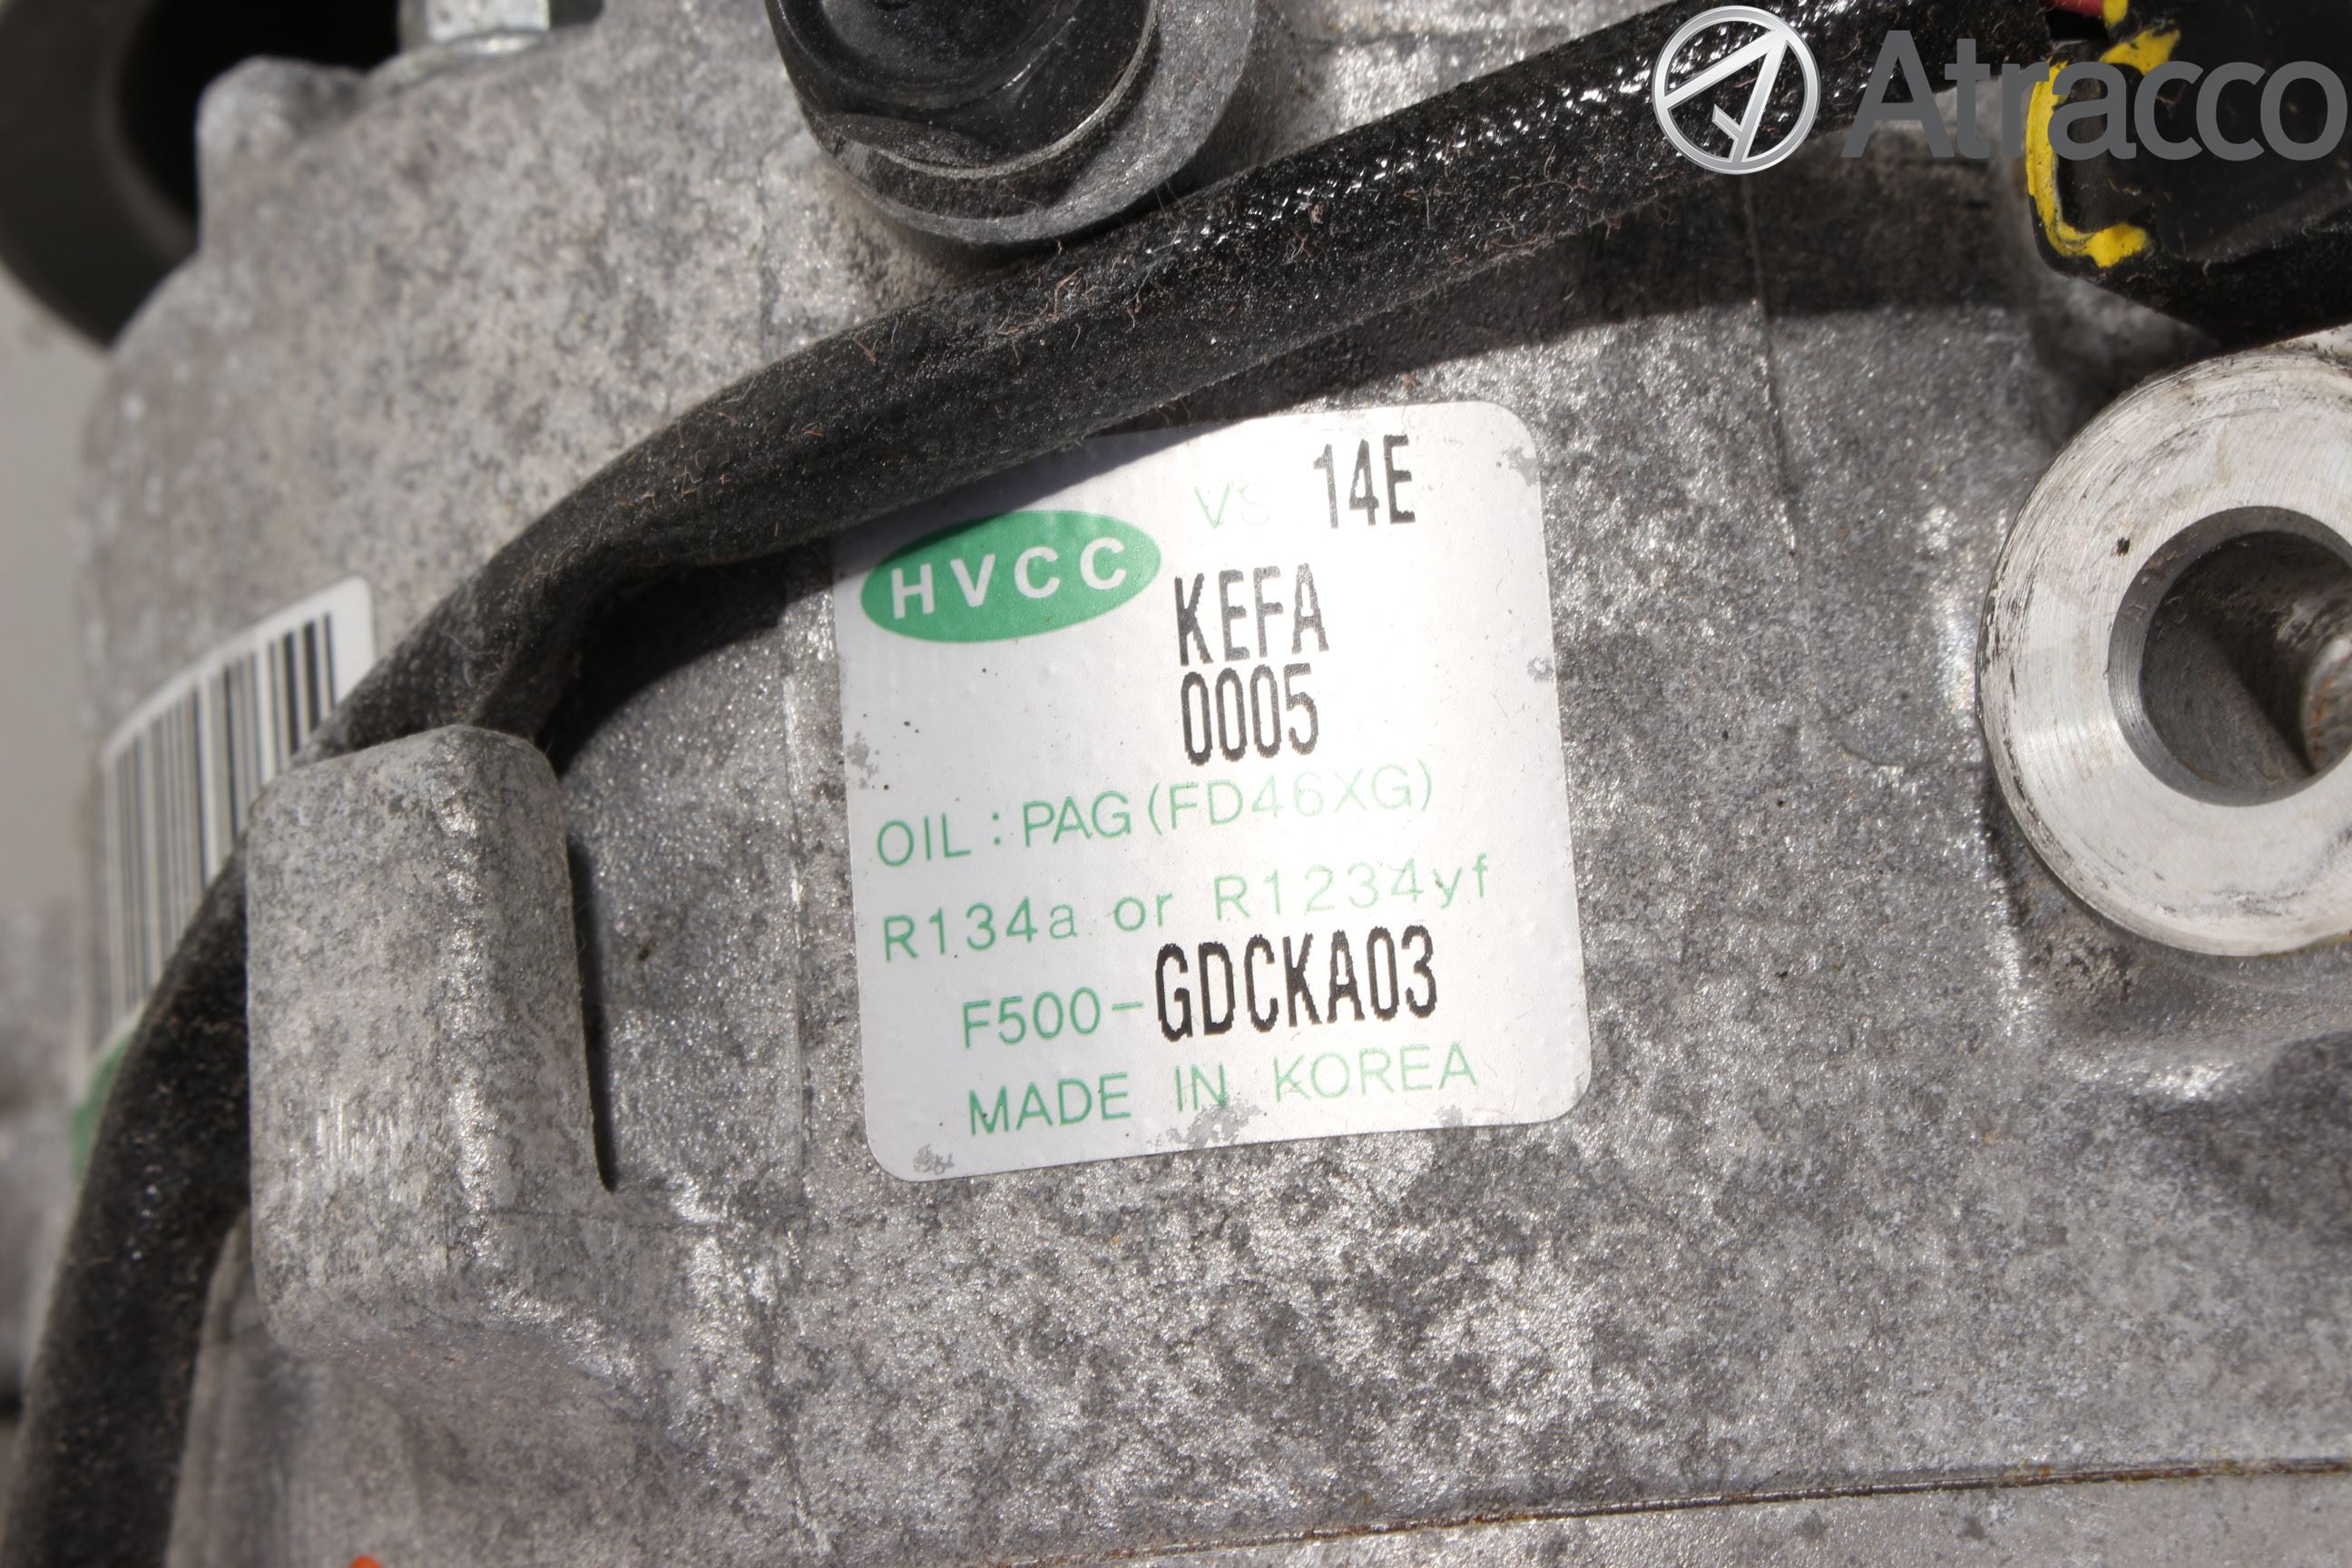 Atracco
VS 14E
HVCC
KEFA
0005
OIL : PAG (FD46XG)
R134a or R1234yf
F500-GDCKA03
MADE IN KOREA